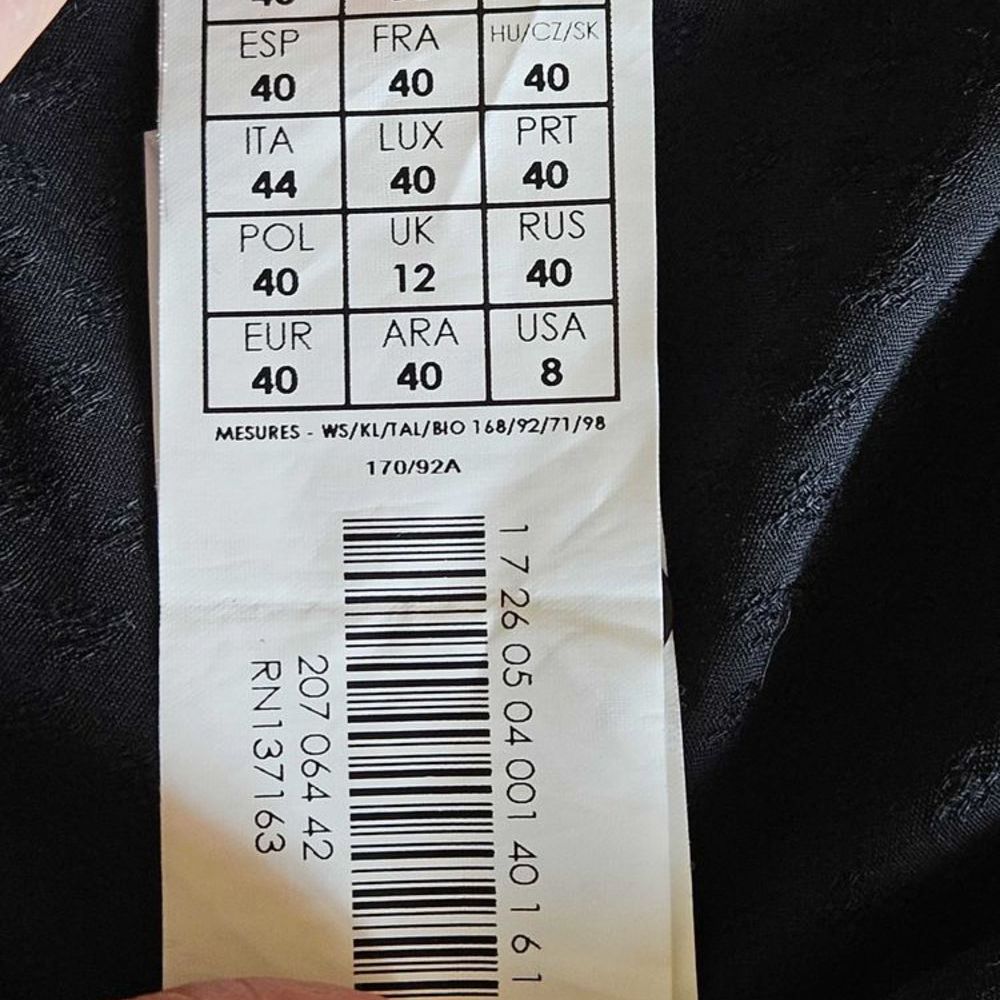 ESP FRA HU/CZ/SK
40 40 40
ITA LUX PRT
44 40 40
POL UK RUS
40 12 40
EUR ARA USA
40 40 8
MESURES - WS/KL/TAL/BIO 168/92/71/98
170/92A
1 7 26 05 04 001 40 1 6 1
207 064 42
RN137163